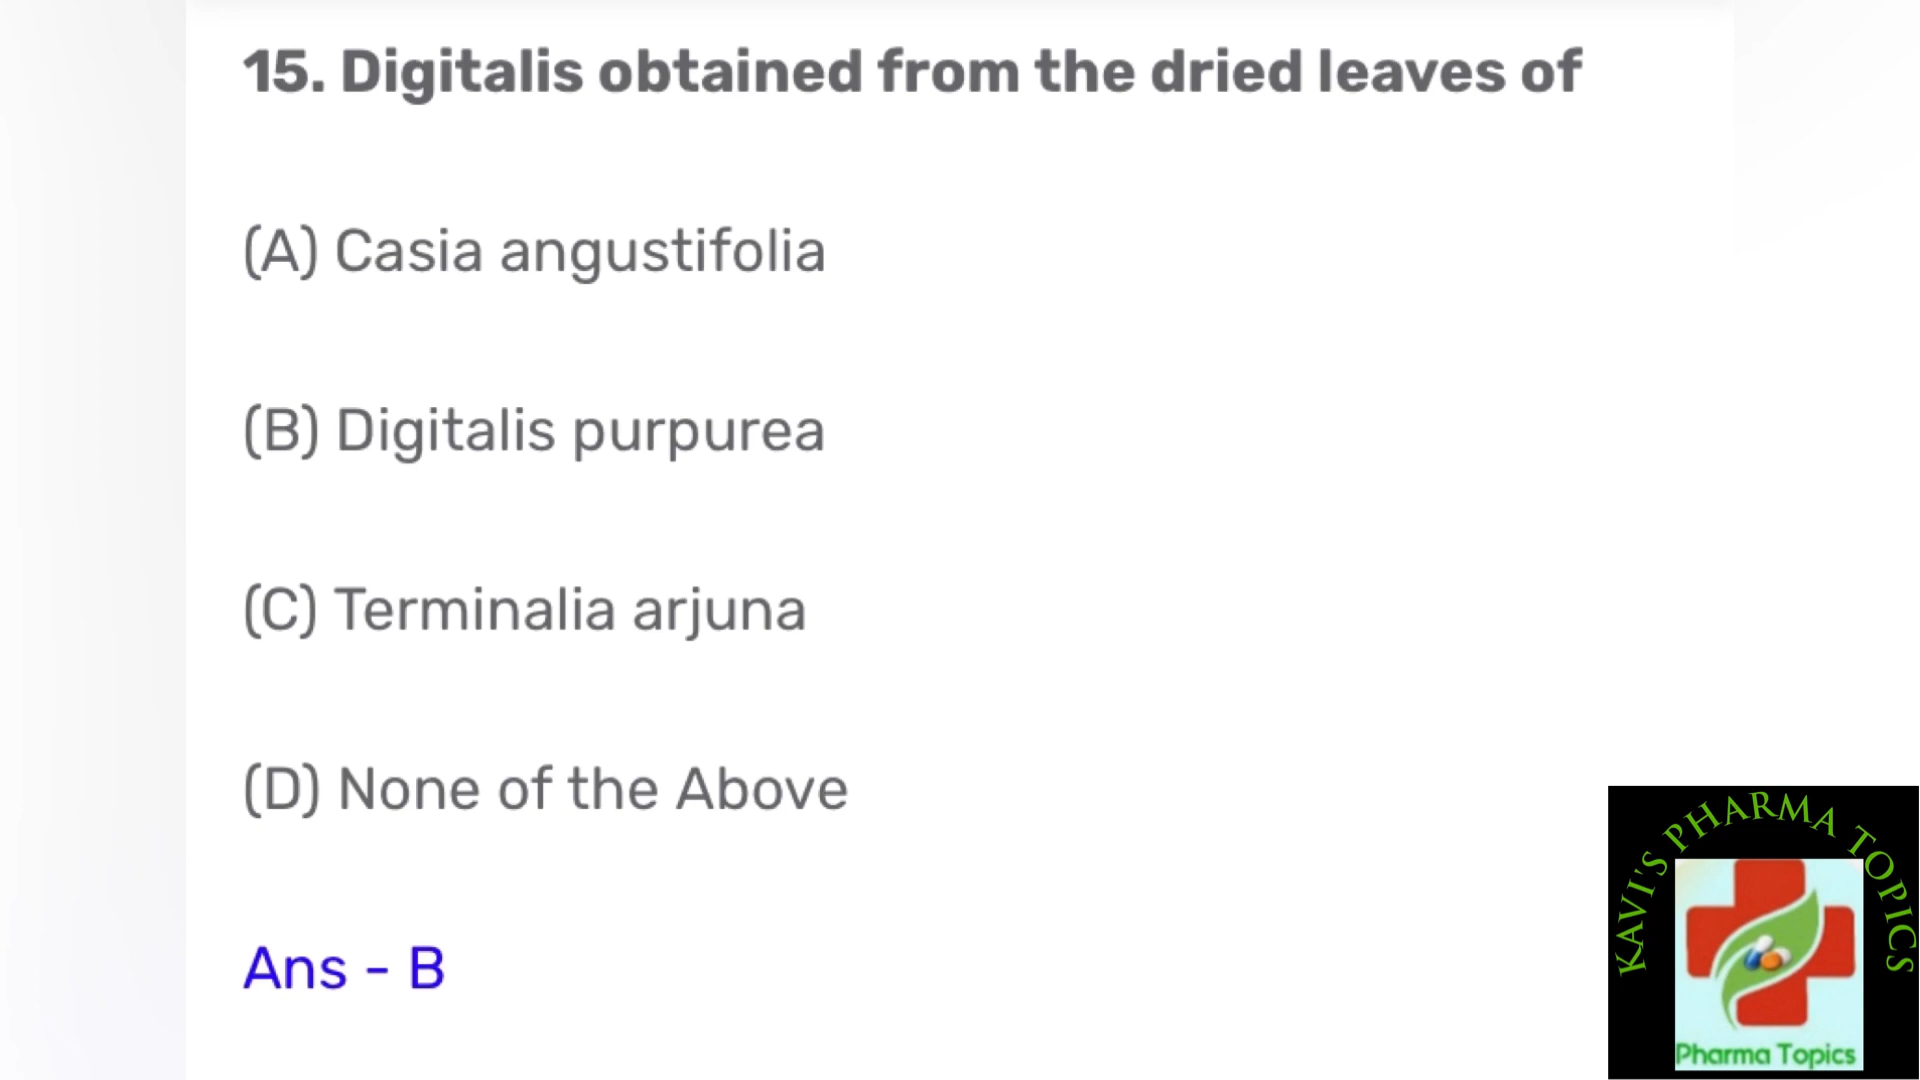 15. Digitalis obtained from the dried leaves of
(A) Casia angustifolia
(B) Digitalis purpurea
(C) Terminalia arjuna
(D) None of the Above
Ans - B
KAVI'S PHARMA TOPICS
Pharma Topics